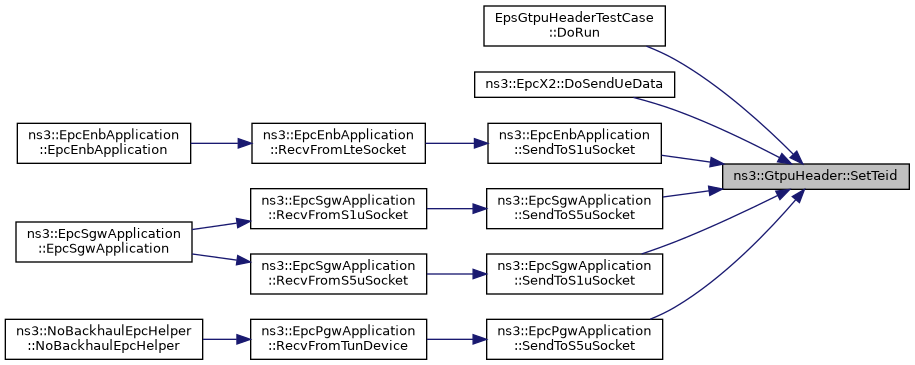 EpsGtpuHeaderTestCase
::DoRun
ns3::EpcX2::DoSendUeData
ns3::EpcEnbApplication
::EpcEnbApplication
ns3::EpcEnbApplication
::RecvFromLteSocket
ns3::EpcEnbApplication
::SendToS1uSocket
ns3::GtpuHeader::SetTeid
ns3::EpcSgwApplication
::RecvFromS1uSocket
ns3::EpcSgwApplication
::SendToS5uSocket
ns3::EpcSgwApplication
::EpcSgwApplication
ns3::EpcSgwApplication
::RecvFromS5uSocket
ns3::EpcSgwApplication
::SendToS1uSocket
ns3::NoBackhaulEpcHelper
::NoBackhaulEpcHelper
ns3::EpcPgwApplication
::RecvFromTunDevice
ns3::EpcPgwApplication
::SendToS5uSocket